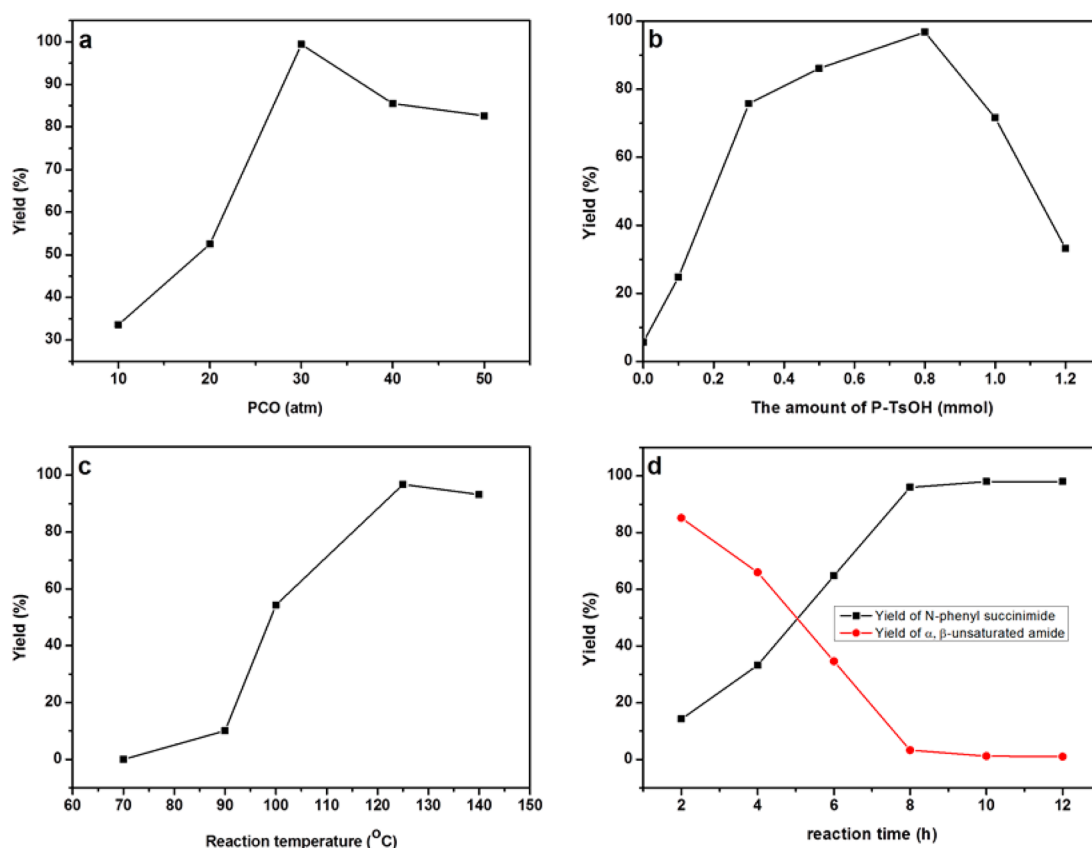 a
Yield (%)
100
90
80
70
60
50
40
30
10 20 30 40 50
PCO (atm)
b
Yield (%)
100
80
60
40
20
0
0.0 0.2 0.4 0.6 0.8 1.0 1.2
The amount of P-TsOH (mmol)
c
Yield (%)
100
80
60
40
20
0
60 70 80 90 100 110 120 130 140 150
Reaction temperature (°C)
d
Yield (%)
100
80
60
40
20
0
Yield of N-phenyl succinimide
Yield of α, β-unsaturated amide
2 4 6 8 10 12
reaction time (h)